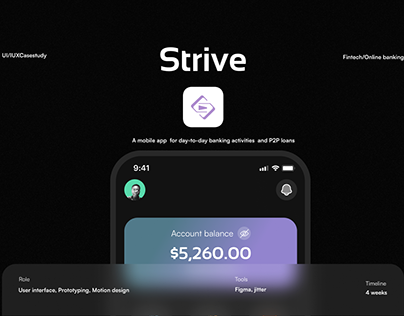 UI/IUXCasestudy
Strive
Fintech/Online banking
A mobile app for day-to-day banking activities and P2P loans
9:41
Account balance
$5,260.00
Role
User interface, Prototyping, Motion design
Tools
Figma, jitter
Timeline
4 weeks